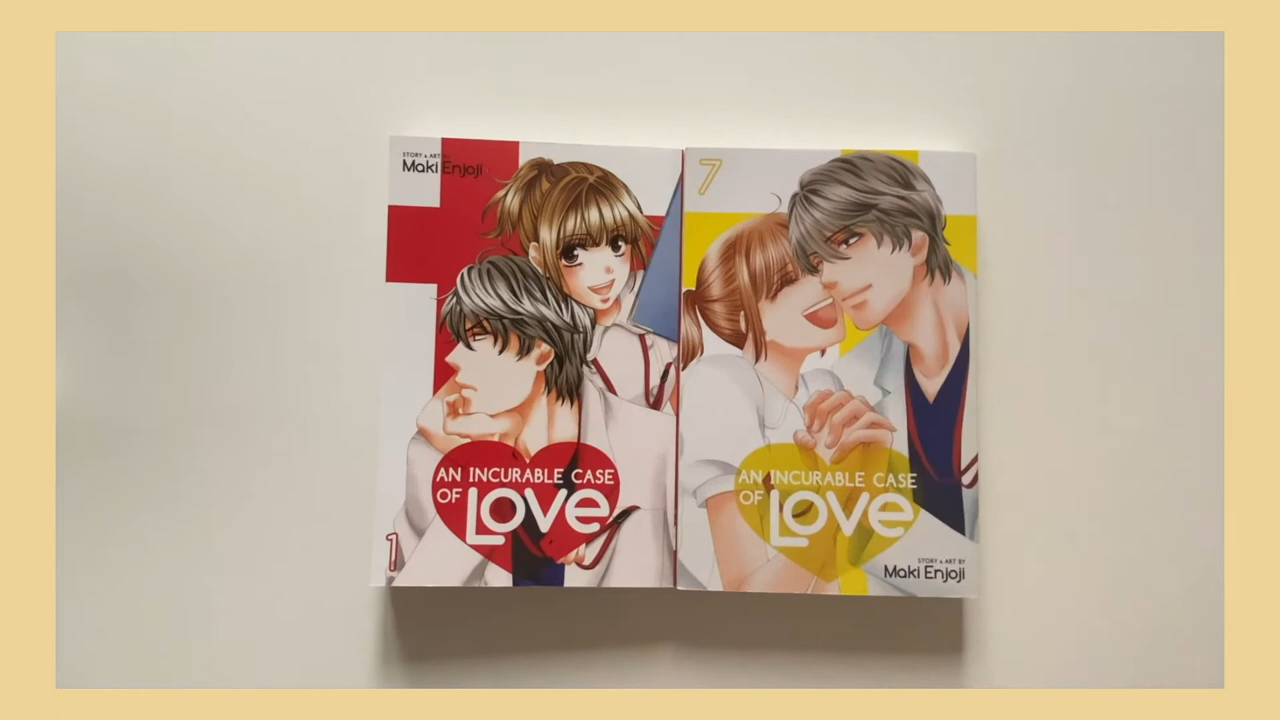 STORY & ART BY
Maki Enjoji
AN INCURABLE CASE
OF Love
1
7
AN INCURABLE CASE
OF Love
STORY & ART BY
Maki Enjoji